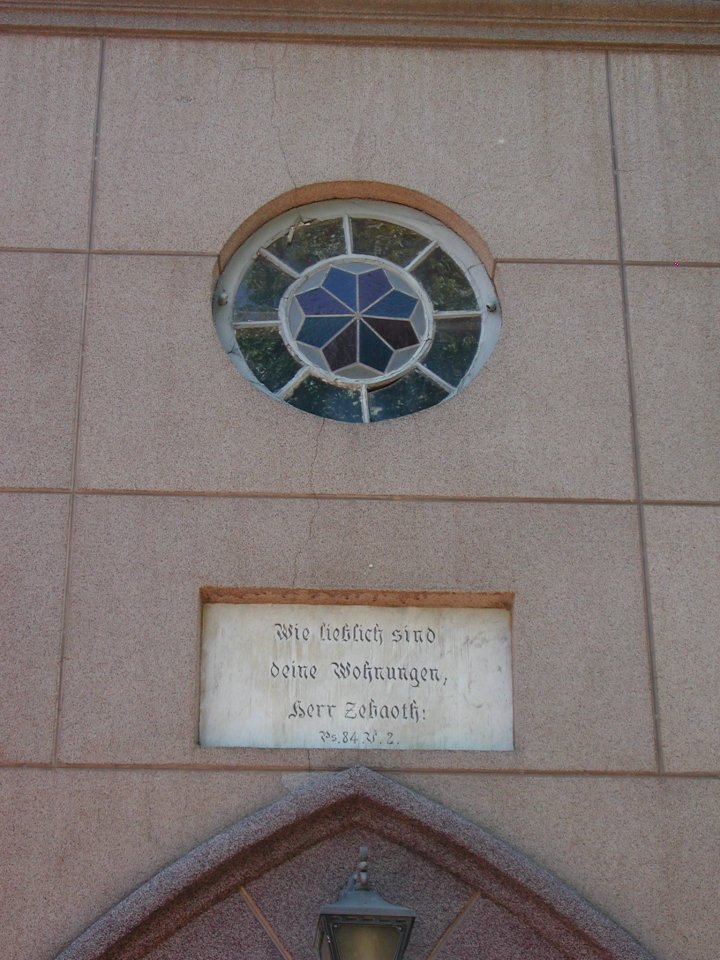 Wie lieblich sind
deine Wohnungen,
Herr Zebaoth:
Ps. 84. V. 2.